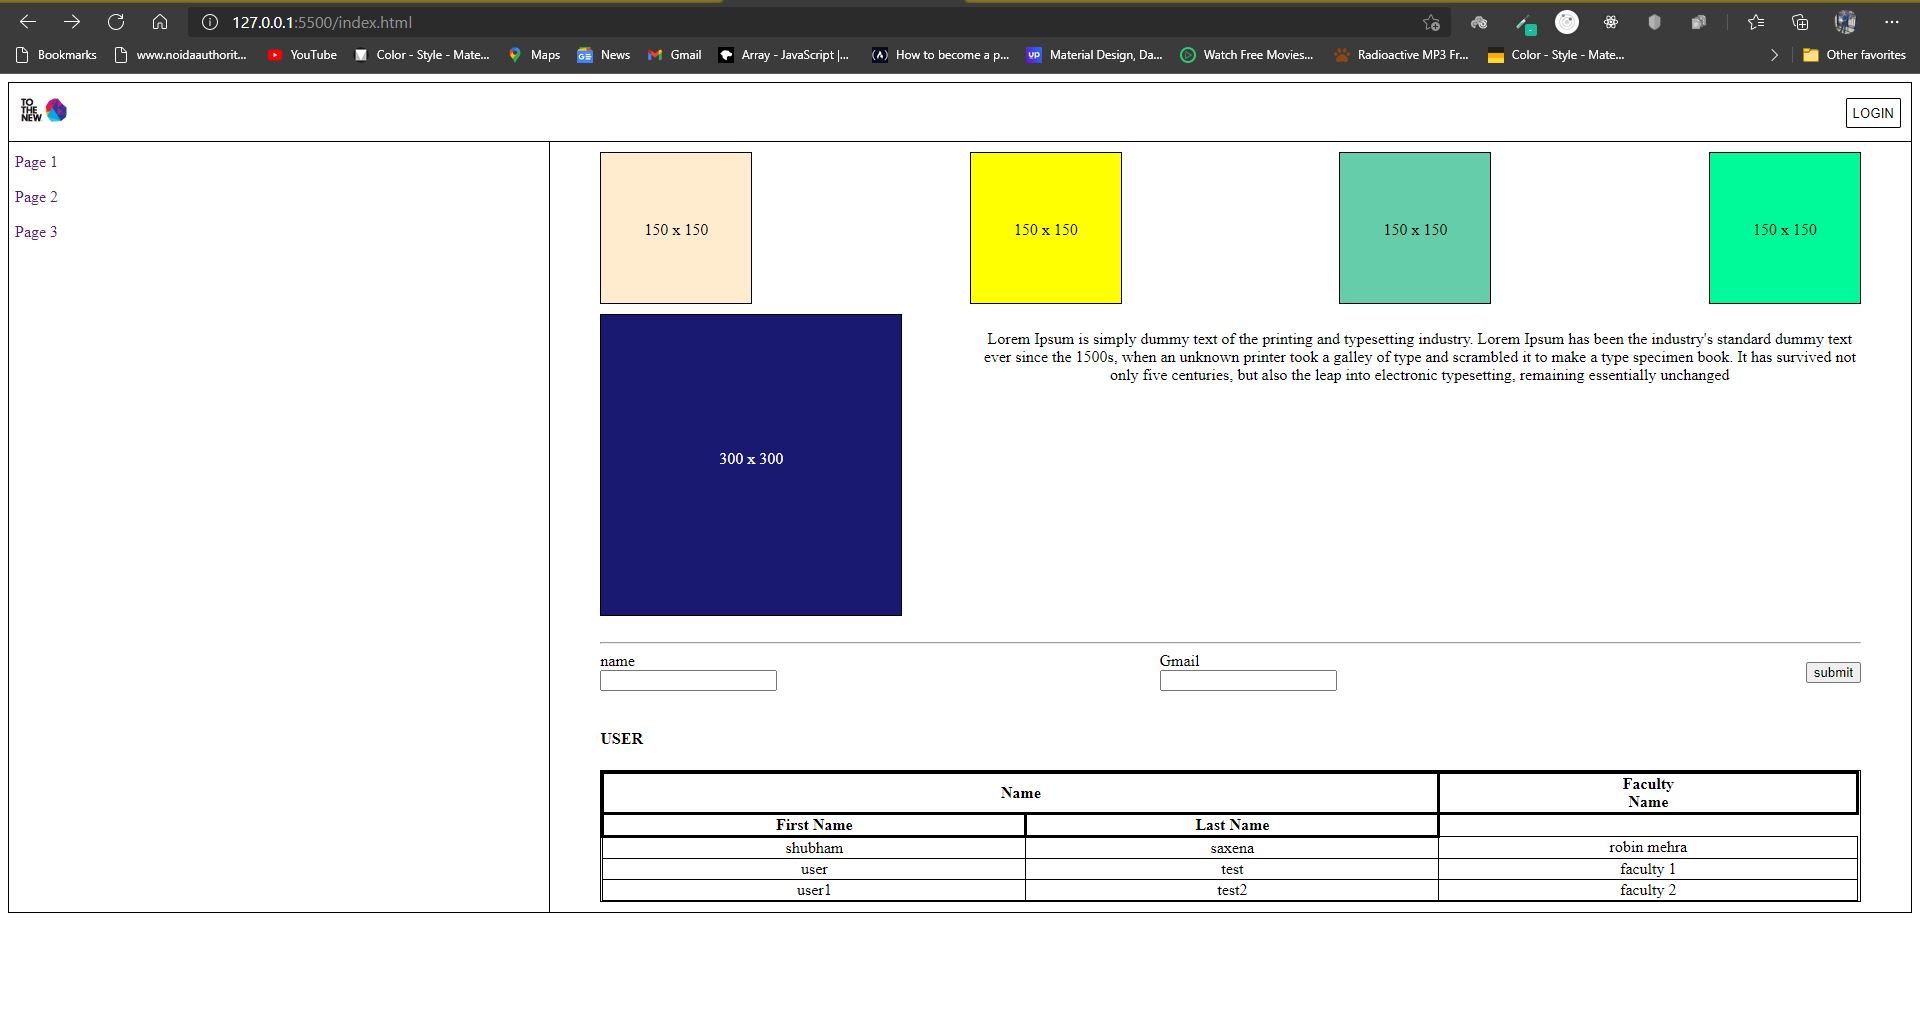 127.0.0.1:5500/index.html
Bookmarks www.noidaauthorit... YouTube Color - Style - Mate... Maps GE News Gmail Array - JavaScript |... (A) How to become a p... UP Material Design, Da... Watch Free Movies... Radioactive MP3 Fr... Color - Style - Mate... Other favorites
TO
THE
NEW
LOGIN
Page 1
Page 2
Page 3
150 x 150 150 x 150 150 x 150 150 x 150
Lorem Ipsum is simply dummy text of the printing and typesetting industry. Lorem Ipsum has been the industry's standard dummy text
ever since the 1500s, when an unknown printer took a galley of type and scrambled it to make a type specimen book. It has survived not
only five centuries, but also the leap into electronic typesetting, remaining essentially unchanged
300 x 300
name Gmail
submit
USER
Name Faculty
Name
First Name Last Name
shubham saxena robin mehra
user test faculty 1
user1 test2 faculty 2